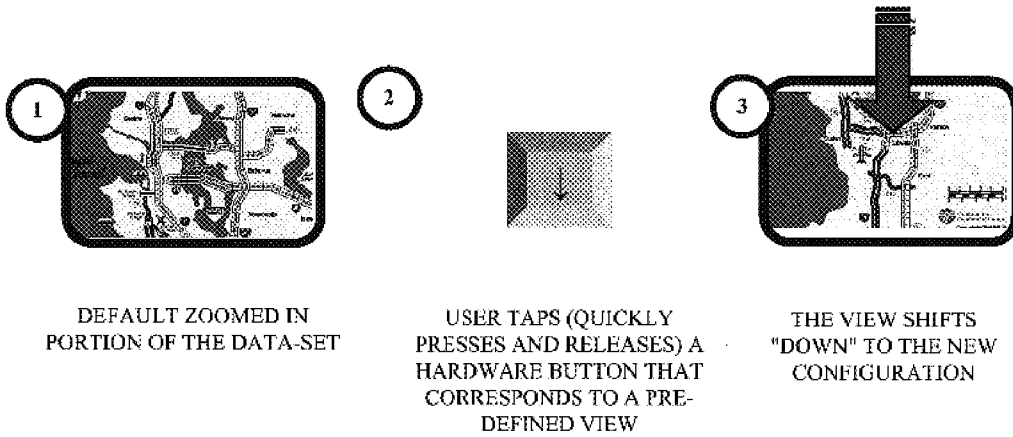 1
2
3
DEFAULT ZOOMED IN
PORTION OF THE DATA-SET
USER TAPS (QUICKLY
PRESSES AND RELEASES) A
HARDWARE BUTTON THAT
CORRESPONDS TO A PRE-
DEFINED VIEW
THE VIEW SHIFTS
"DOWN" TO THE NEW
CONFIGURATION